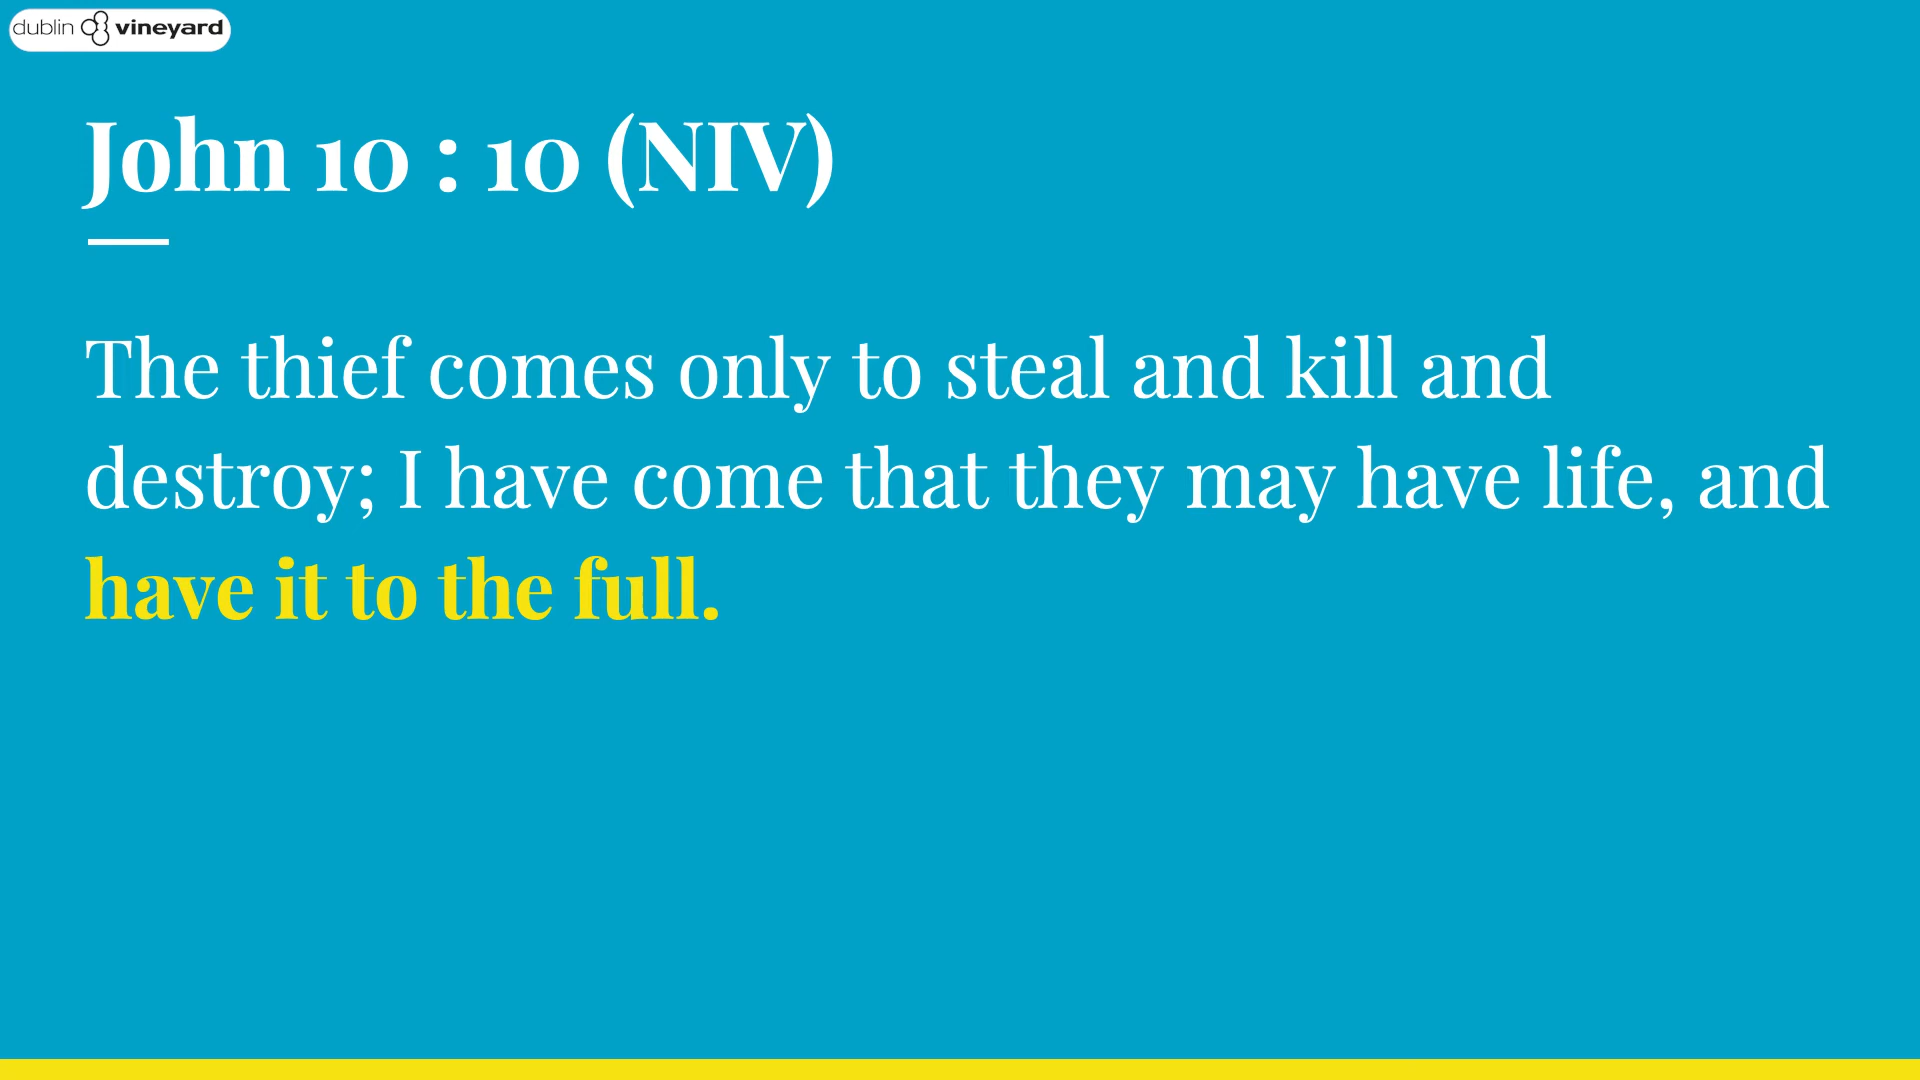 dublin vineyard
John 10 : 10 (NIV)
The thief comes only to steal and kill and
destroy; I have come that they may have life, and
have it to the full.